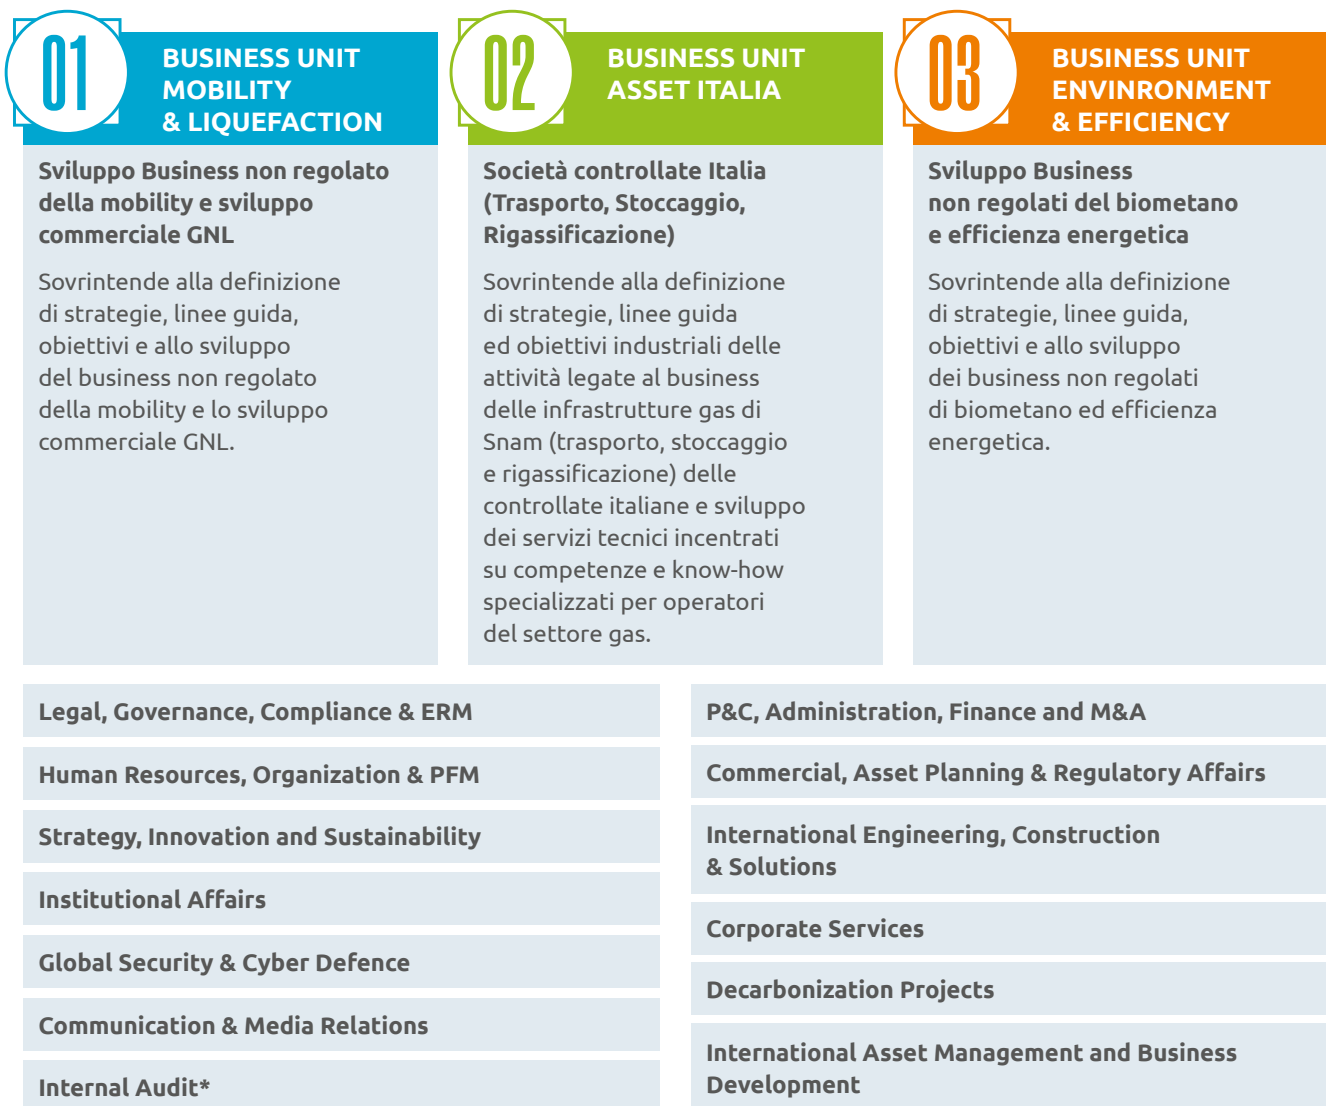 01
BUSINESS UNIT
MOBILITY
& LIQUEFACTION
Sviluppo Business non regolato
della mobility e sviluppo
commerciale GNL
Sovrintende alla definizione
di strategie, linee guida,
obiettivi e allo sviluppo
del business non regolato
della mobility e lo sviluppo
commerciale GNL.
02
BUSINESS UNIT
ASSET ITALIA
Società controllate Italia
(Trasporto, Stoccaggio,
Rigassificazione)
Sovrintende alla definizione
di strategie, linee guida
ed obiettivi industriali delle
attività legate al business
delle infrastrutture gas di
Snam (trasporto, stoccaggio
e rigassificazione) delle
controllate italiane e sviluppo
dei servizi tecnici incentrati
su competenze e know-how
specializzati per operatori
del settore gas.
03
BUSINESS UNIT
ENVINRONMENT
& EFFICIENCY
Sviluppo Business
non regolati del biometano
e efficienza energetica
Sovrintende alla definizione
di strategie, linee guida,
obiettivi e allo sviluppo
dei business non regolati
di biometano ed efficienza
energetica.
Legal, Governance, Compliance & ERM
Human Resources, Organization & PFM
Strategy, Innovation and Sustainability
Institutional Affairs
Global Security & Cyber Defence
Communication & Media Relations
Internal Audit*
P&C, Administration, Finance and M&A
Commercial, Asset Planning & Regulatory Affairs
International Engineering, Construction
& Solutions
Corporate Services
Decarbonization Projects
International Asset Management and Business
Development